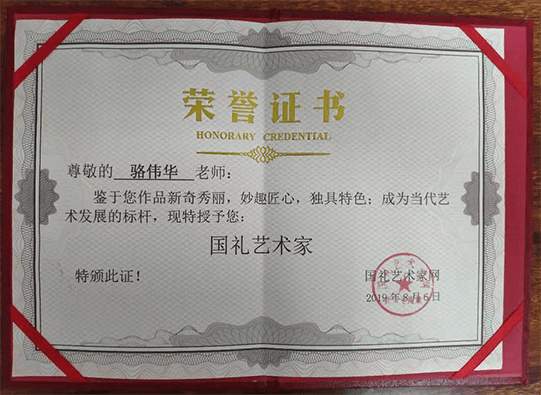 荣誉证书
HONORARY CREDENTIAL
尊敬的 骆伟华 老师:
鉴于您作品新奇秀丽,妙趣匠心,独具特色;成为当代艺
术发展的标杆,现特授予您:
国礼艺术家
特颁此证!
国礼艺术家网
2019年8月6日